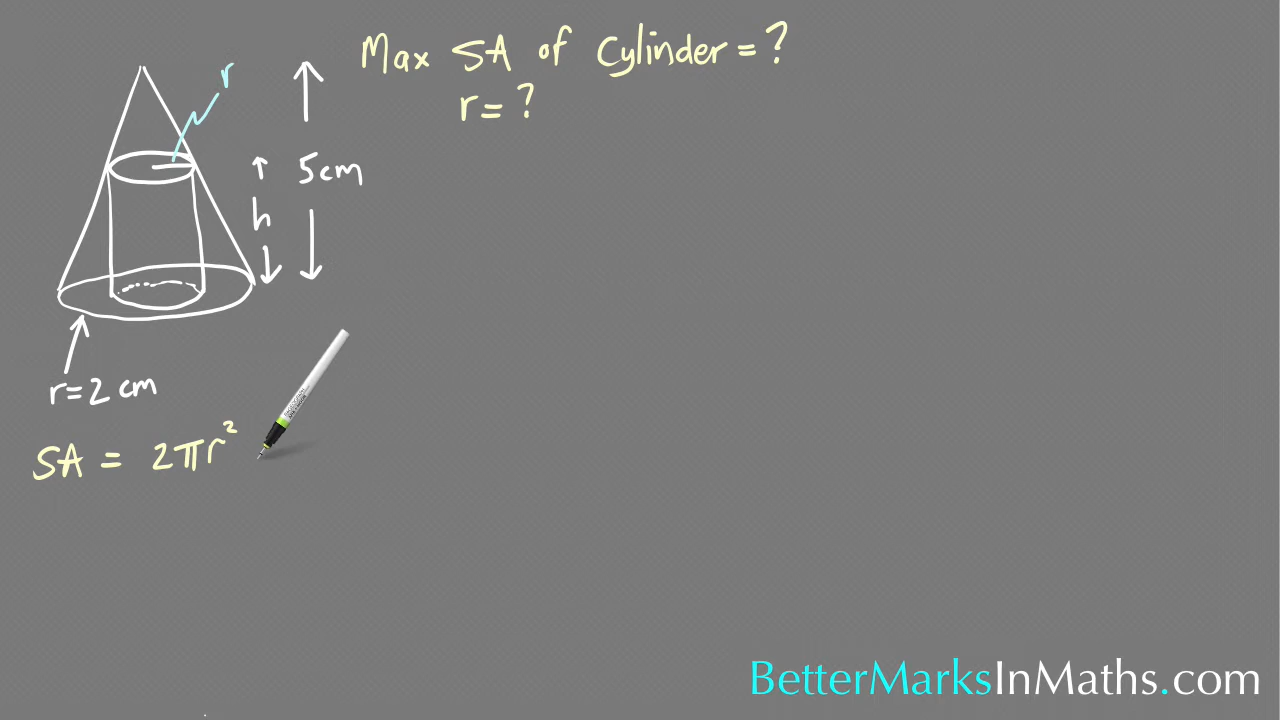 Max SA of Cylinder = ?
r = ?
r
5cm
h
r=2 cm
SA = 2πr²
BetterMarksInMaths.com